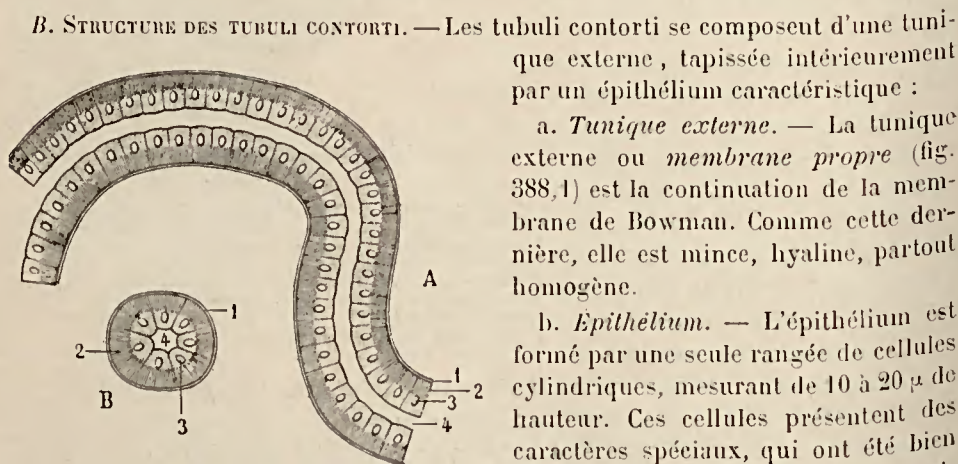 B. STRUCTURE DES TUBULI CONTORTI. — Les tubuli contorti se composent d'une tuni-
que externe, tapissée intérieurement
par un épithélium caractéristique :
a. Tunique externe. — La tunique
externe ou membrane propre (fig.
388,1) est la continuation de la mem-
brane de Bowman. Comme cette der-
nière, elle est mince, hyaline, partout
homogène.
b. Épithélium. — L'épithélium est
formé par une seule rangée de cellules
cylindriques, mesurant de 10 à 20 µ de
hauteur. Ces cellules présentent des
caractères spéciaux, qui ont été bien
A
1
2
3
4
B
1
2
3
4